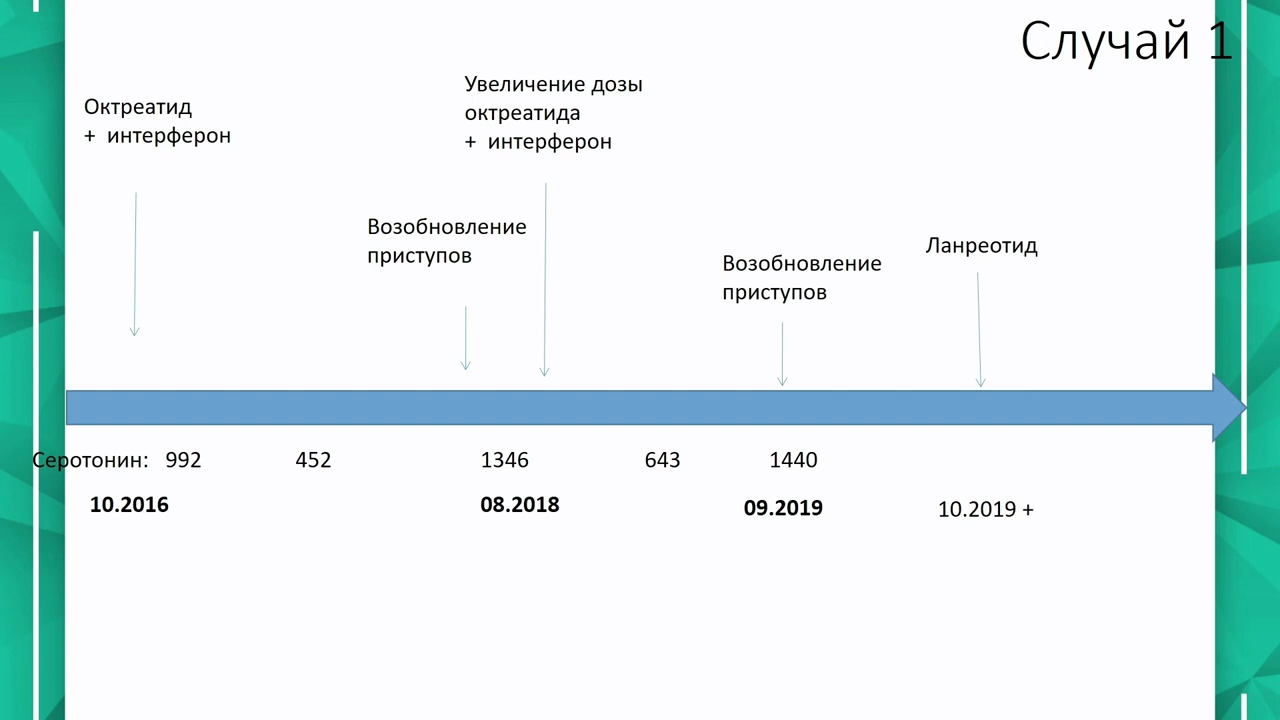 Случай 1
Октреатид
+ интерферон
Увеличение дозы
октреатида
+ интерферон
Возобновление
приступов
Возобновление
приступов
Ланреотид
Серотонин: 992 452 1346 643 1440
10.2016 08.2018 09.2019 10.2019 +